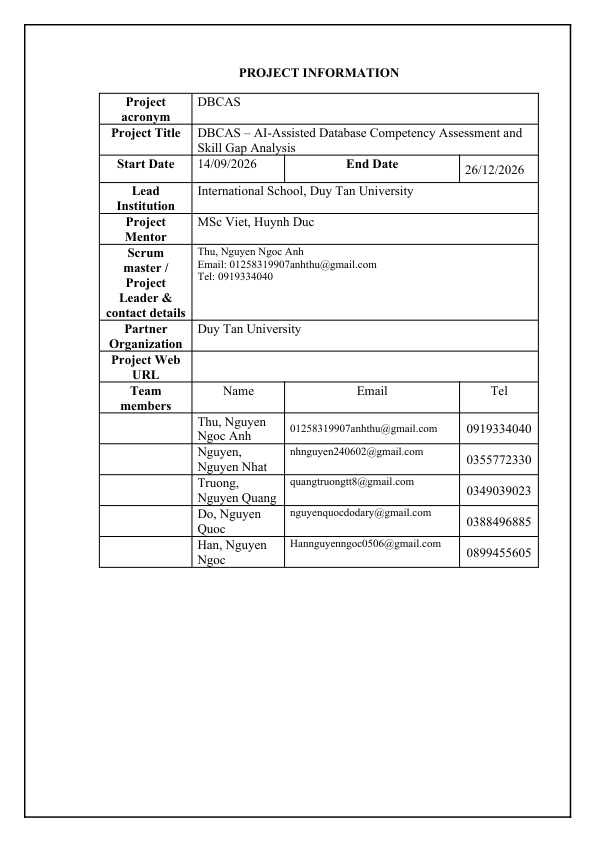 PROJECT INFORMATION
Project acronym
DBCAS
Project Title
DBCAS – AI-Assisted Database Competency Assessment and
Skill Gap Analysis
Start Date
14/09/2026
End Date
26/12/2026
Lead
Institution
International School, Duy Tan University
Project
Mentor
MSc Viet, Huynh Duc
Scrum
master /
Project
Leader &
contact details
Thu, Nguyen Ngoc Anh
Email: 01258319907anhthu@gmail.com
Tel: 0919334040
Partner
Organization
Duy Tan University
Project Web
URL
Team
members
Name
Email
Tel
Thu, Nguyen
Ngoc Anh
01258319907anhthu@gmail.com
0919334040
Nguyen,
Nguyen Nhat
nhnguyen240602@gmail.com
0355772330
Truong,
Nguyen Quang
quangtruongtt8@gmail.com
0349039023
Do, Nguyen
Quoc
nguyenquocdodary@gmail.com
0388496885
Han, Nguyen
Ngoc
Hannguyenngoc0506@gmail.com
0899455605